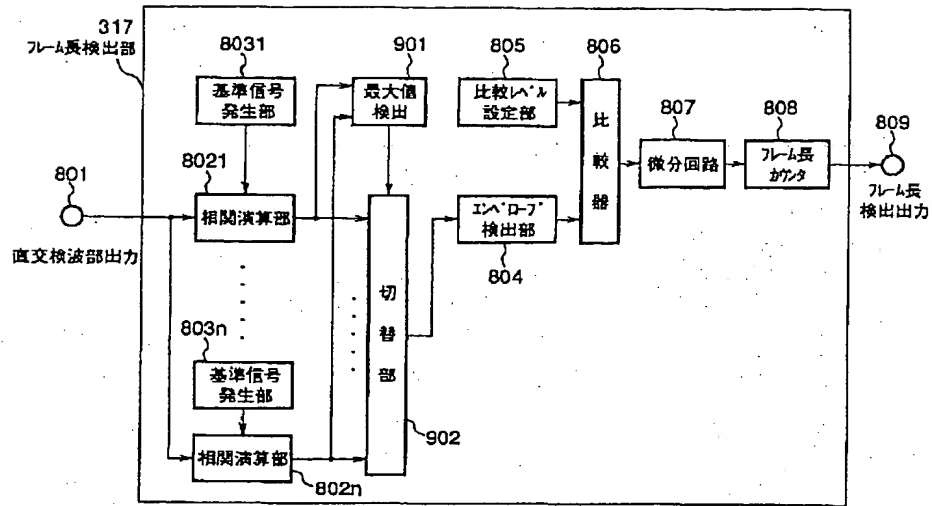 317
フレーム長検出部
8031
基準信号
発生部
901
最大値
検出
805
比較レベル
設定部
806
比較器
807
微分回路
808
フレーム長
カウンタ
809
フレーム長
検出出力
801
直交検波部出力
8021
相関演算部
エンベロープ
検出部
804
切替部
902
803n
基準信号
発生部
相関演算部
802n